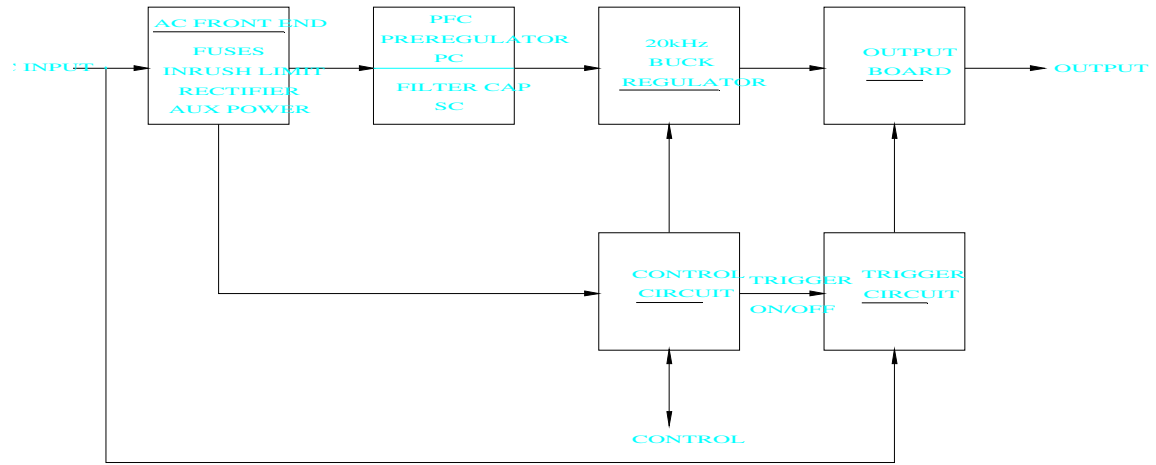 INPUT
AC FRONT END
FUSES
INRUSH LIMIT
RECTIFIER
AUX POWER
PFC
PREREGULATOR
PC
FILTER CAP
SC
20kHz
BUCK
REGULATOR
OUTPUT
BOARD
OUTPUT
CONTROL
CIRCUIT
TRIGGER
ON/OFF
TRIGGER
CIRCUIT
CONTROL